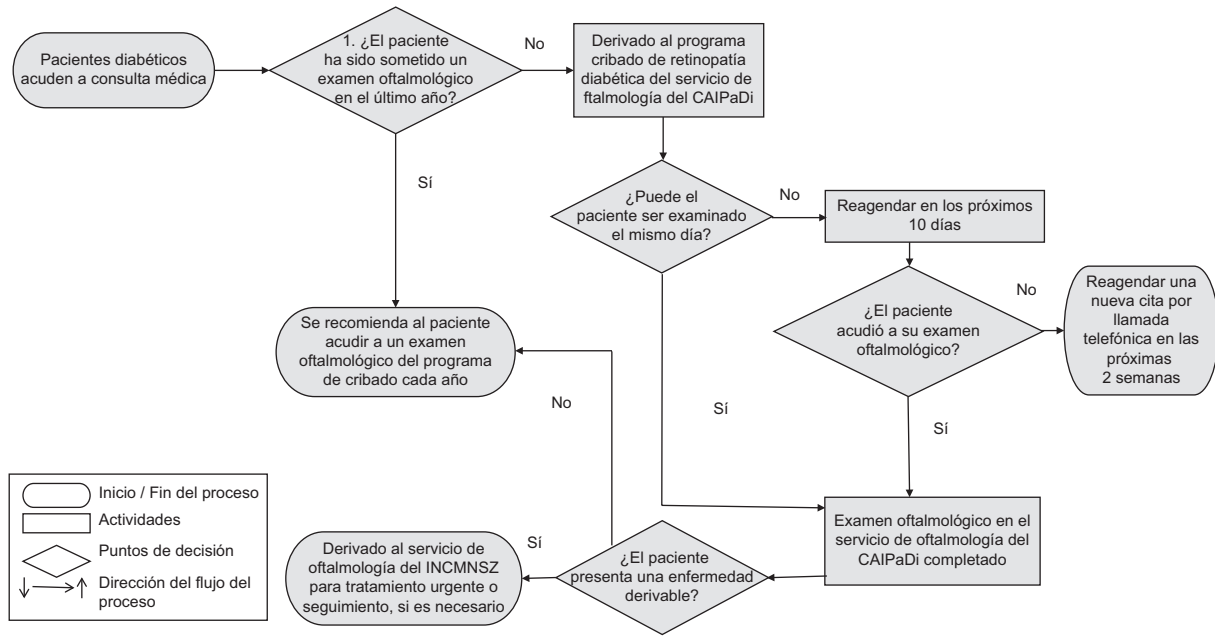 Pacientes diabéticos
acuden a consulta médica
1. ¿El paciente
ha sido sometido un
examen oftalmológico
en el último año?
No
Derivado al programa
cribado de retinopatía
diabética del servicio de
ftalmología del CAIPaDi
Sí
¿Puede el
paciente ser examinado
el mismo día?
No
Reagendar en los próximos
10 días
Se recomienda al paciente
acudir a un examen
oftalmológico del programa
de cribado cada año
¿El paciente
acudió a su examen
oftalmológico?
No
Reagendar una
nueva cita por
llamada
telefónica en las
próximas
2 semanas
No
Sí
Sí
Inicio / Fin del proceso
Actividades
Puntos de decisión
Dirección del flujo del
proceso
Derivado al servicio de
oftalmología del INCMNSZ
para tratamiento urgente o
seguimiento, si es necesario
Sí
¿El paciente
presenta una enfermedad
derivable?
Examen oftalmológico en el
servicio de oftalmología del
CAIPaDi completado